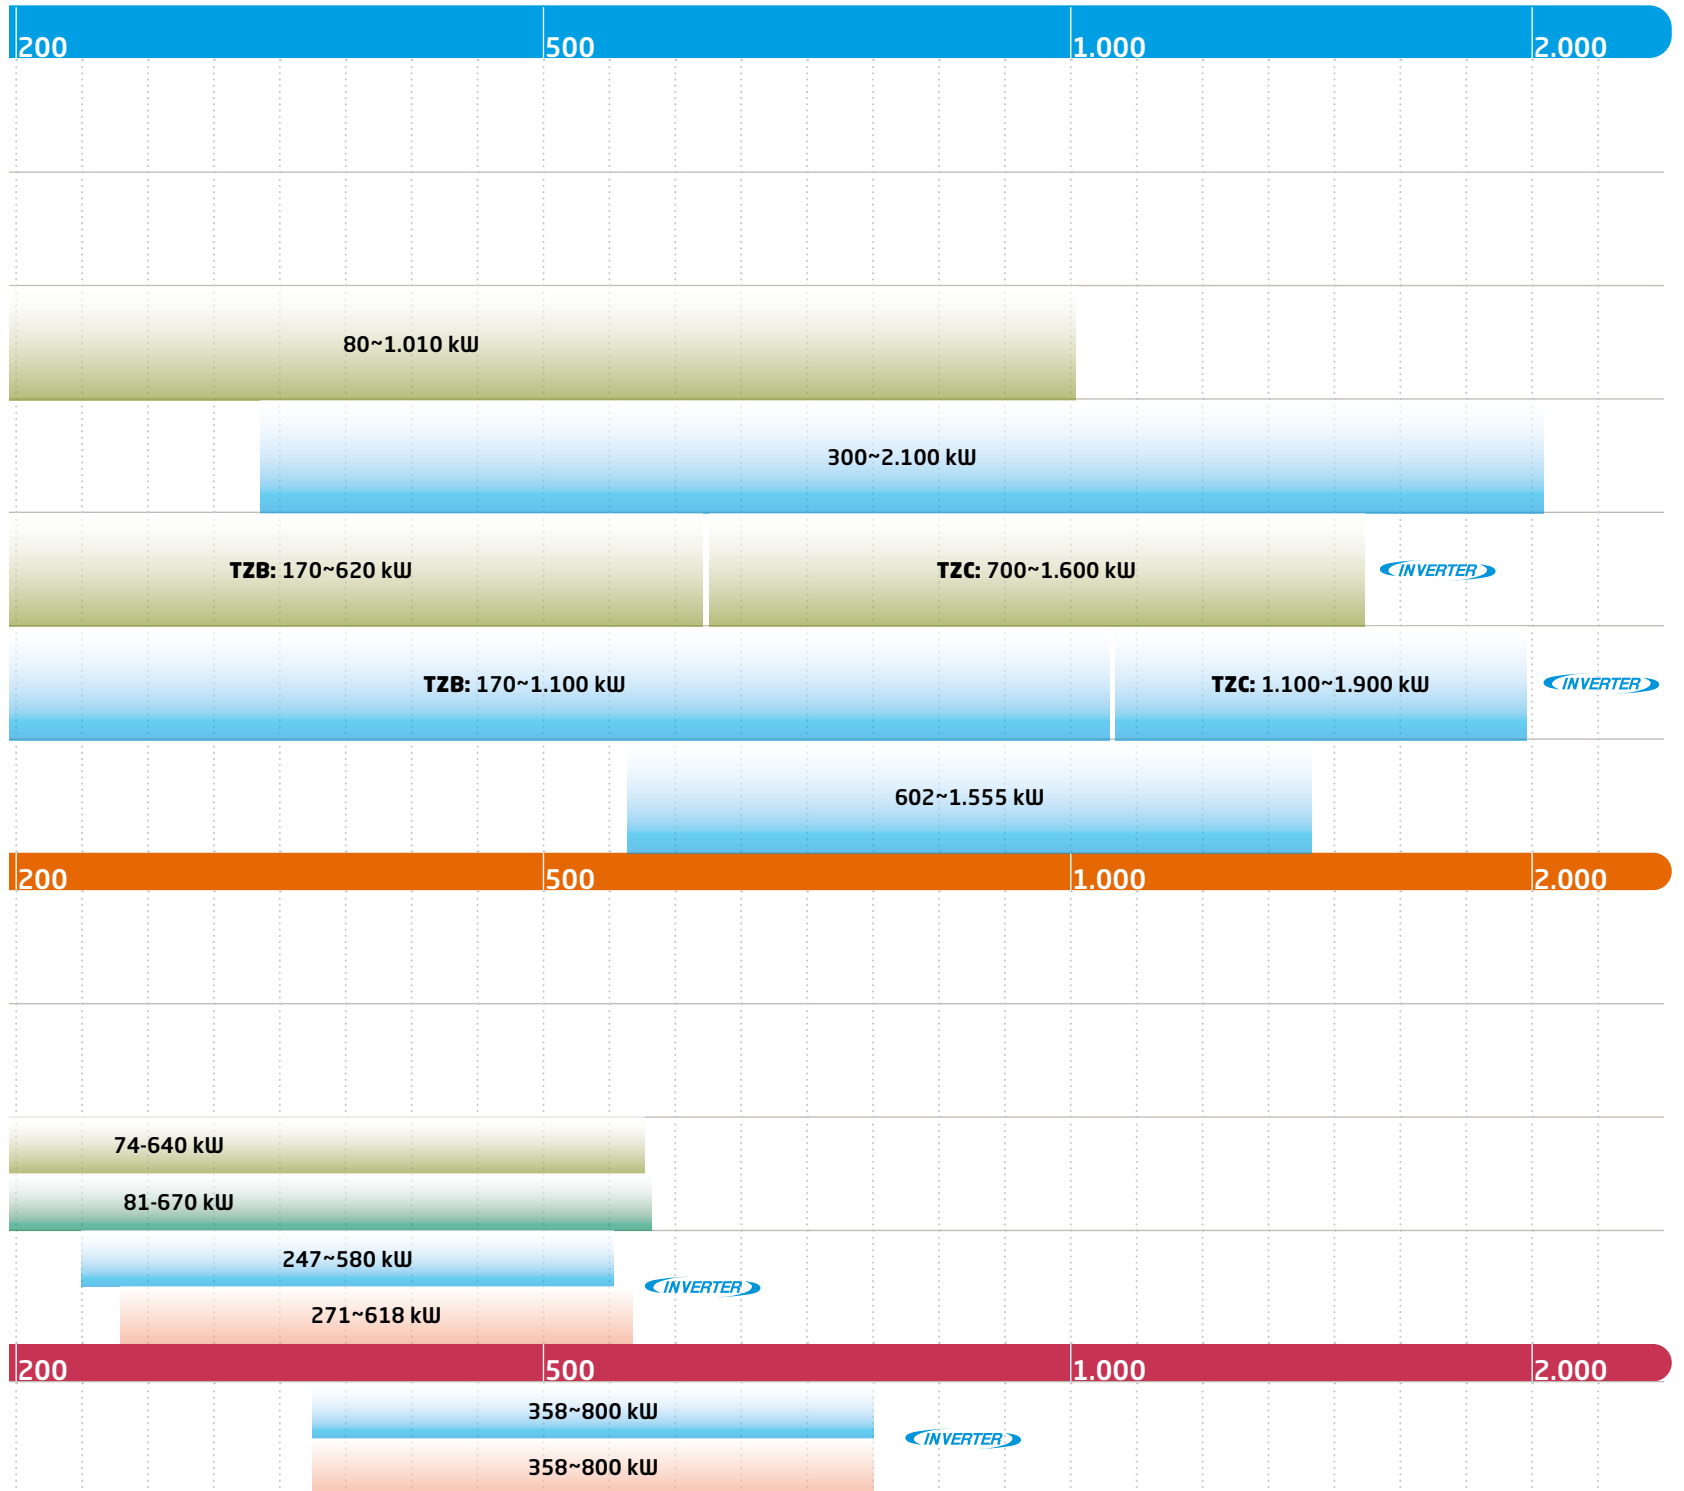 200 500 1.000 2.000
80~1.010 kW
300~2.100 kW
TZB: 170~620 kW TZC: 700~1.600 kW INVERTER
TZB: 170~1.100 kW TZC: 1.100~1.900 kW INVERTER
602~1.555 kW
200 500 1.000 2.000
74-640 kW
81-670 kW
247~580 kW
INVERTER
271~618 kW
200 500 1.000 2.000
358~800 kW
INVERTER
358~800 kW